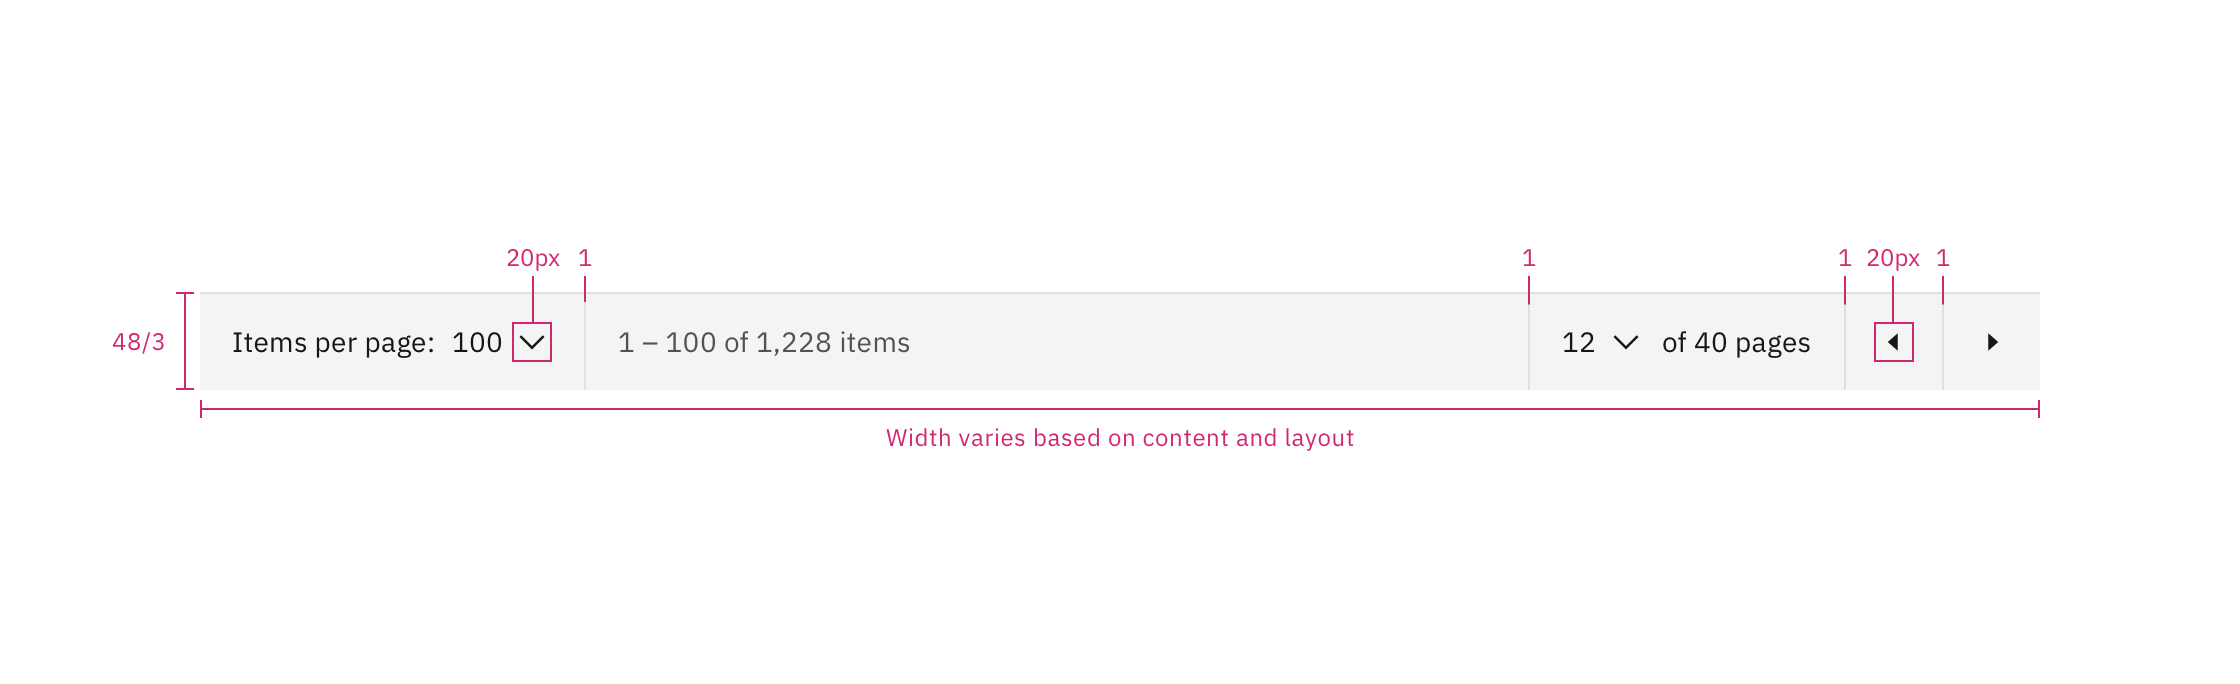 20px 1 1 1 20px 1
48/3 Items per page: 100 1 – 100 of 1,228 items 12 of 40 pages
Width varies based on content and layout